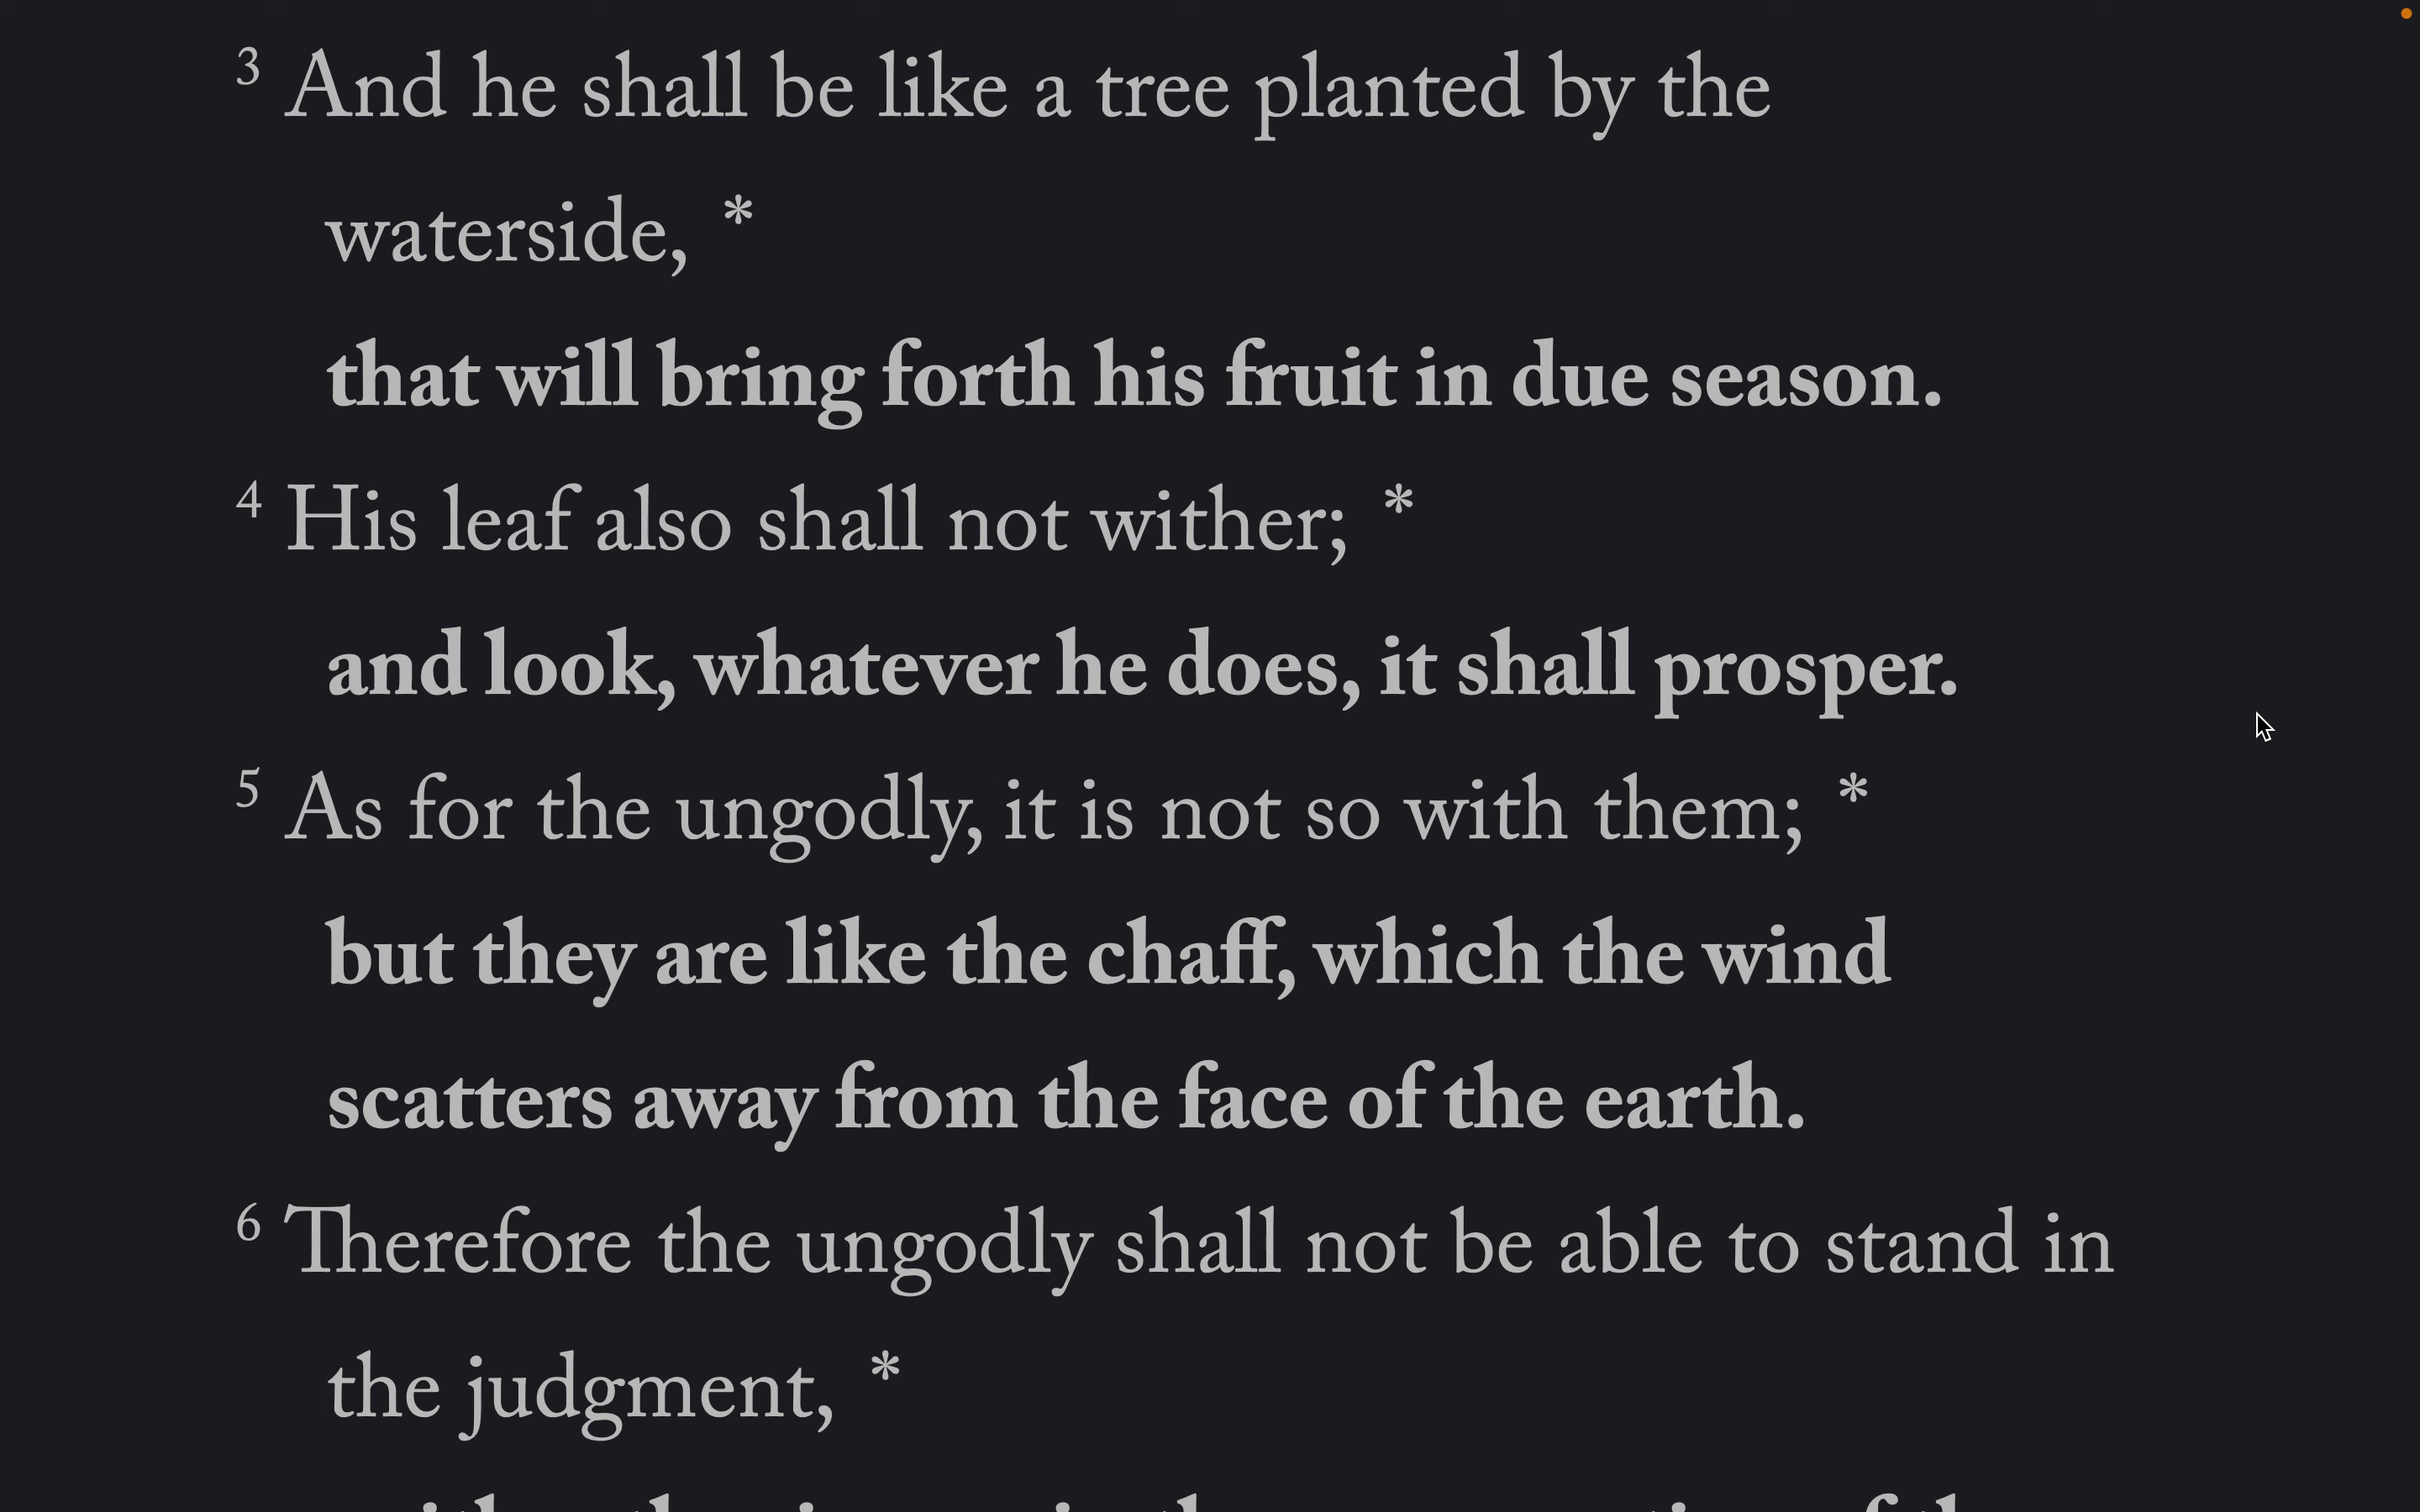 3 And he shall be like a tree planted by the
waterside, *
that will bring forth his fruit in due season.
4 His leaf also shall not wither; *
and look, whatever he does, it shall prosper.
5 As for the ungodly, it is not so with them; *
but they are like the chaff, which the wind
scatters away from the face of the earth.
6 Therefore the ungodly shall not be able to stand in
the judgment, *